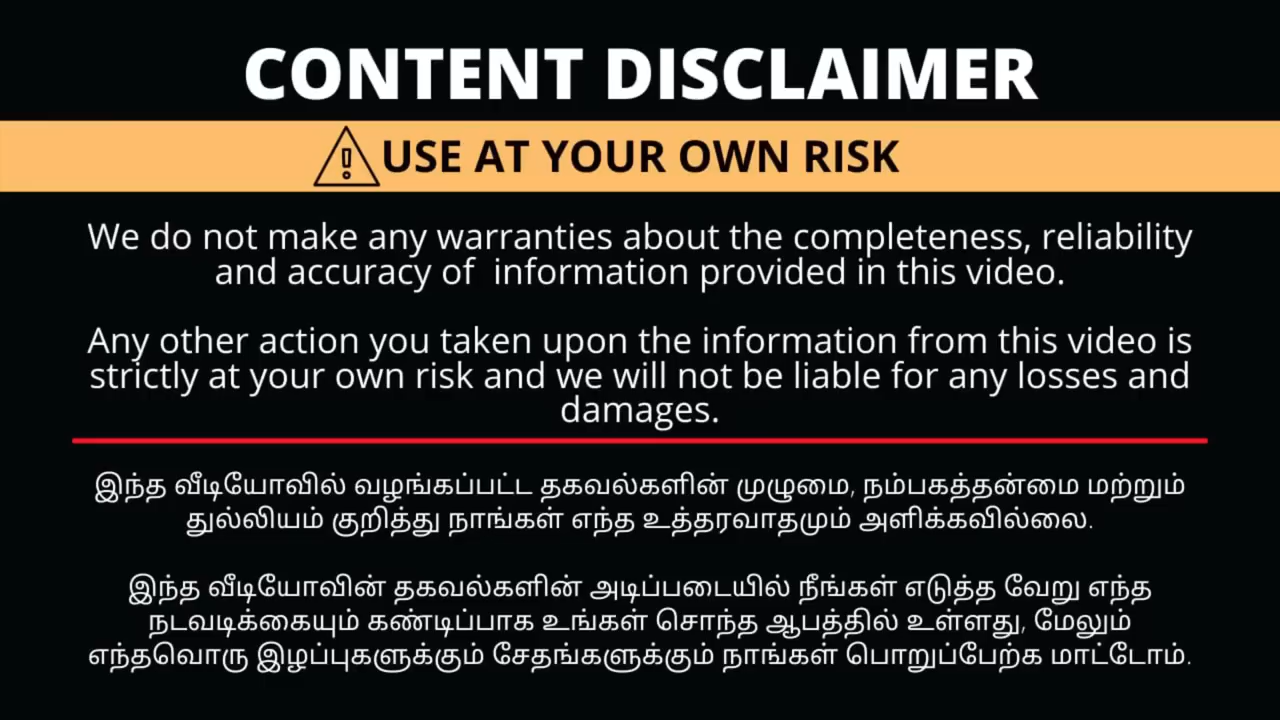 CONTENT DISCLAIMER
USE AT YOUR OWN RISK
We do not make any warranties about the completeness, reliability
and accuracy of information provided in this video.
Any other action you taken upon the information from this video is
strictly at your own risk and we will not be liable for any losses and
damages.
இந்த வீடியோவில் வழங்கப்பட்ட தகவல்களின் முழுமை, நம்பகத்தன்மை மற்றும்
துல்லியம் குறித்து நாங்கள் எந்த உத்தரவாதமும் அளிக்கவில்லை.
இந்த வீடியோவின் தகவல்களின் அடிப்படையில் நீங்கள் எடுத்த வேறு எந்த
நடவடிக்கையும் கண்டிப்பாக உங்கள் சொந்த ஆபத்தில் உள்ளது, மேலும்
எந்தவொரு இழப்புகளுக்கும் சேதங்களுக்கும் நாங்கள் பொறுப்பேற்க மாட்டோம்.